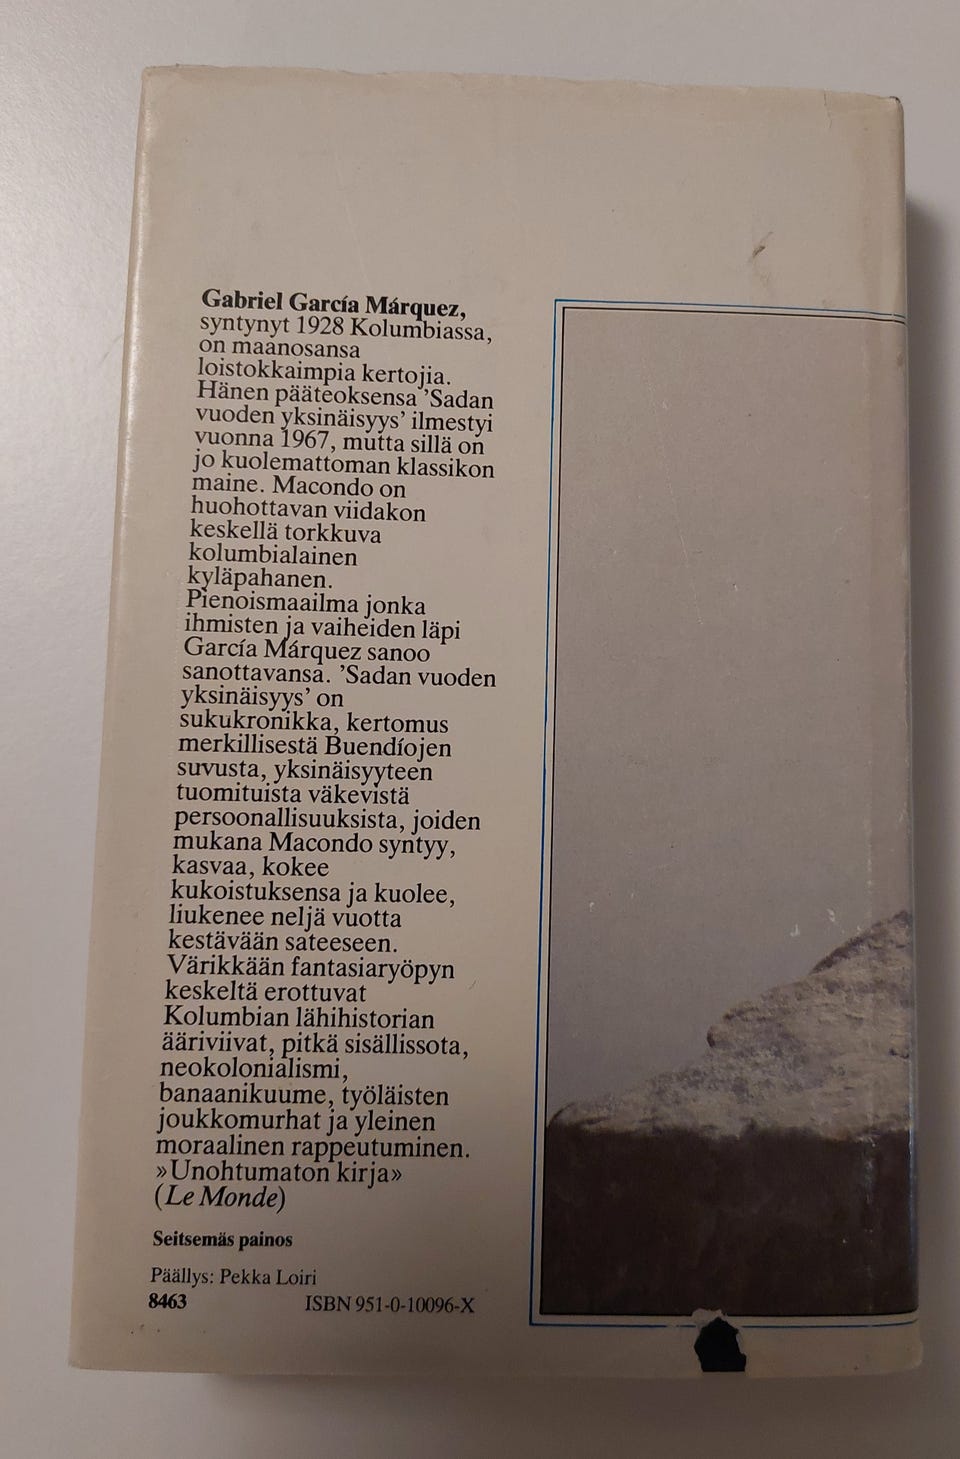 Gabriel García Márquez,
syntynyt 1928 Kolumbiassa,
on maanosansa
loistokkaimpia kertojia.
Hänen pääteoksensa ’Sadan
vuoden yksinäisyys’ ilmestyi
vuonna 1967, mutta sillä on
jo kuolemattoman klassikon
maine. Macondo on
huohottavan viidakon
keskellä torkkuva
kolumbialainen
kyläpahanen.
Pienoismaailma jonka
ihmisten ja vaiheiden läpi
García Márquez sanoo
sanottavansa. ’Sadan vuoden
yksinäisyys’ on
sukukronikka, kertomus
merkillisestä Buendíojen
suvusta, yksinäisyyteen
tuomituista väkevistä
persoonallisuuksista, joiden
mukana Macondo syntyy,
kasvaa, kokee
kukoistuksensa ja kuolee,
liukenee neljä vuotta
kestävään sateeseen.
Värikkään fantasiaryöpyn
keskeltä erottuvat
Kolumbian lähihistorian
ääriviivat, pitkä sisällissota,
neokolonialismi,
banaanikuume, työläisten
joukkomurhat ja yleinen
moraalinen rappeutuminen.
»Unohtumaton kirja»
(Le Monde)
Seitsemäs painos
Päällys: Pekka Loiri
8463 ISBN 951-0-10096-X